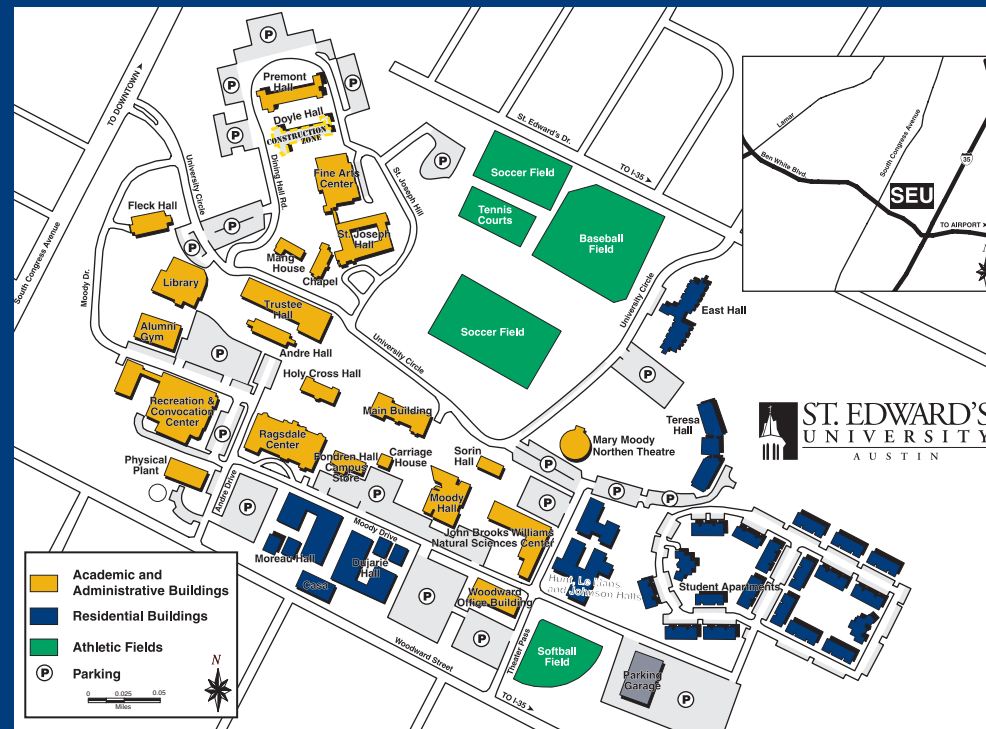 P
Premont
Hall
P
P
TO DOWNTOWN
Doyle Hall
CONSTRUCTION
ZONE
P
St. Edward's Dr.
TO I-35
P
Fine Arts
Center
Soccer Field
University Circle
Dining Hall Rd.
St. Joseph Hill
Fleck Hall
P
Tennis
Courts
St. Joseph
Hall
Baseball
Field
P
Mang
House
Chapel
South Congress Avenue
Moody Dr.
Library
Trustee
Hall
University Circle
East Hall
Alumni
Gym
P
Andre Hall
University Circle
Soccer Field
Holy Cross Hall
P
Recreation &
Convocation
Center
P
Main Building
Teresa
Hall
Ragsdale
Center
Carriage
House
Sorin
Hall
Mary Moody
Northen Theatre
Physical
Plant
Fondren Hall
Campus
Store
P
P
P
P
Andre Drive
P
Moody
Hall
P
Moody Drive
John Brooks Williams
Natural Sciences Center
Moreau Hall
Dujarie
Hall
Casa
P
Woodward
Office Building
Hunt, Le Mans,
and Johnson Halls
Student Apartments
P
Woodward Street
Theater Pass
Softball
Field
Parking
Garage
P
TO I-35
Lamar
South Congress Avenue
35
Ben White Blvd.
SEU
TO AIRPORT
N
ST. EDWARD'S
UNIVERSITY
AUSTIN
Academic and
Administrative Buildings
Residential Buildings
Athletic Fields
P Parking
N
0 0.025 0.05
Miles